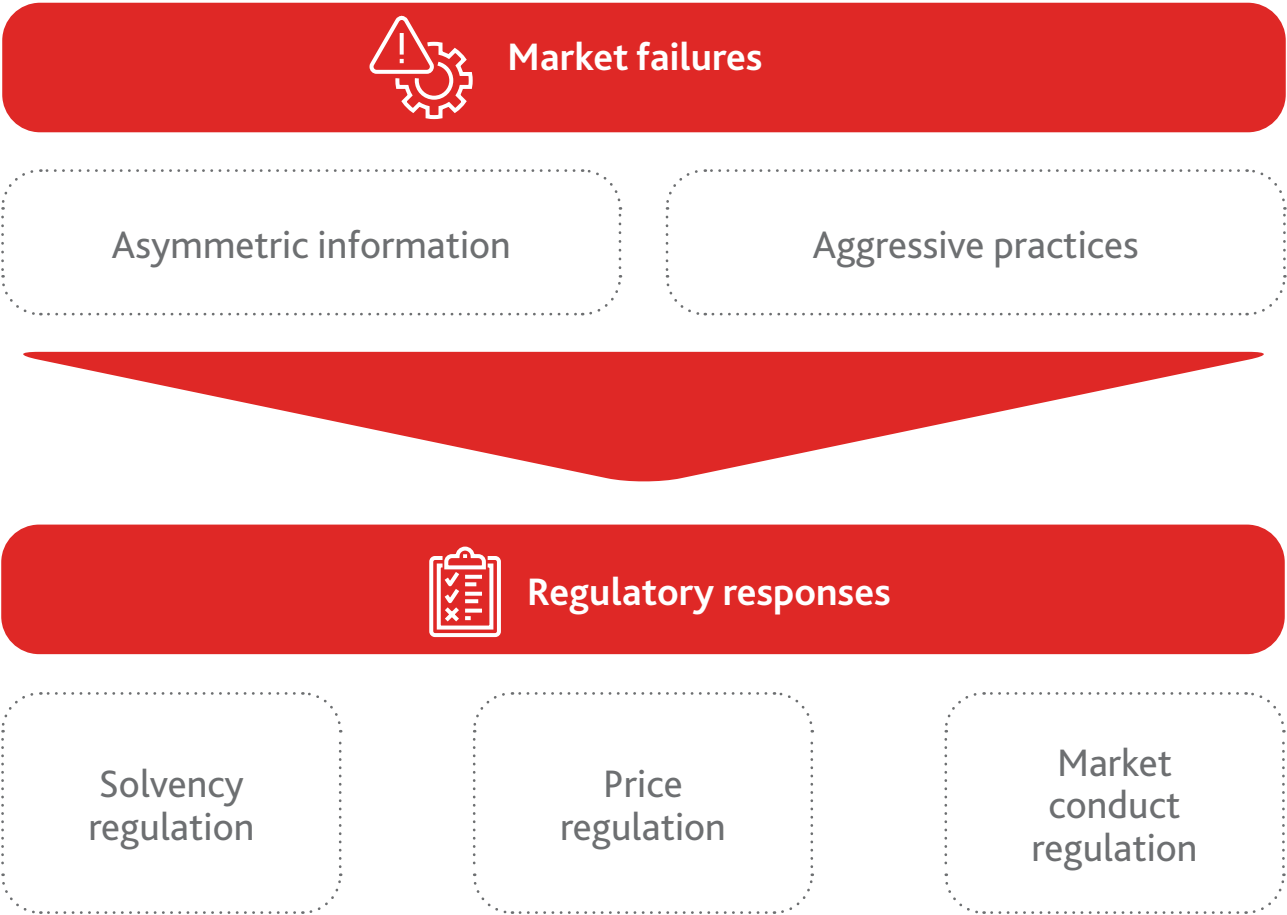 Market failures
Asymmetric information
Aggressive practices
Regulatory responses
Solvency
regulation
Price
regulation
Market
conduct
regulation